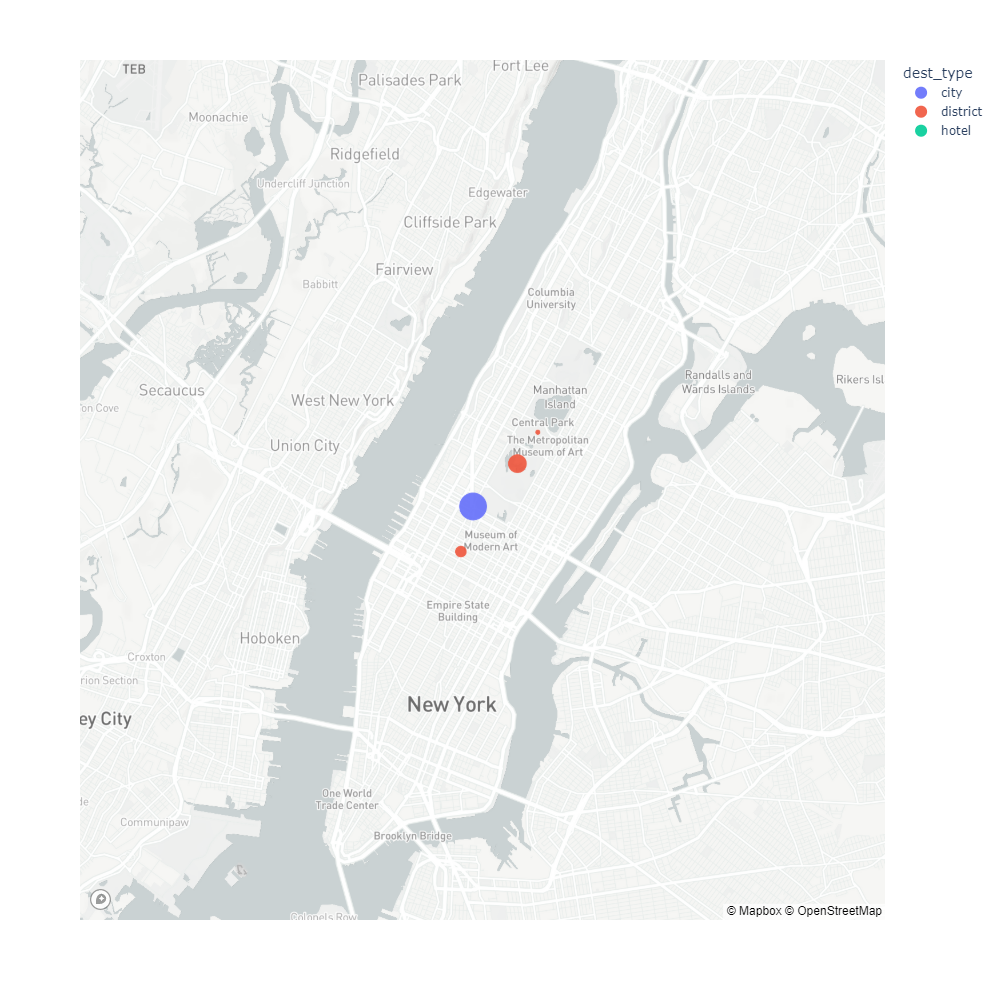 TEB
Fort Lee
Palisades Park
Moonachie
Ridgefield
Undercliff Junction
Edgewater
Cliffside Park
Fairview
Babbitt
Columbia
University
Randalls and
Wards Islands
Rikers Isl
Secaucus
Manhattan
Island
West New York
on Cove
Central Park
The Metropolitan
Museum of Art
Union City
Museum of
Modern Art
Empire State
Building
Hoboken
Croxton
rion Section
New York
ey City
One World
Trade Center
de
Communipaw
Brooklyn Bridge
Colonels Row
© Mapbox © OpenStreetMap
dest_type
city
district
hotel